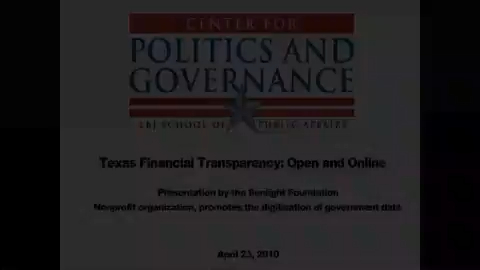 CENTER FOR
POLITICS AND
GOVERNANCE
LBJ SCHOOL OF PUBLIC AFFAIRS
Texas Financial Transparency: Open and Online
Presentation by the Sunlight Foundation
Nonprofit organization, promotes the digitization of government data
April 23, 2010